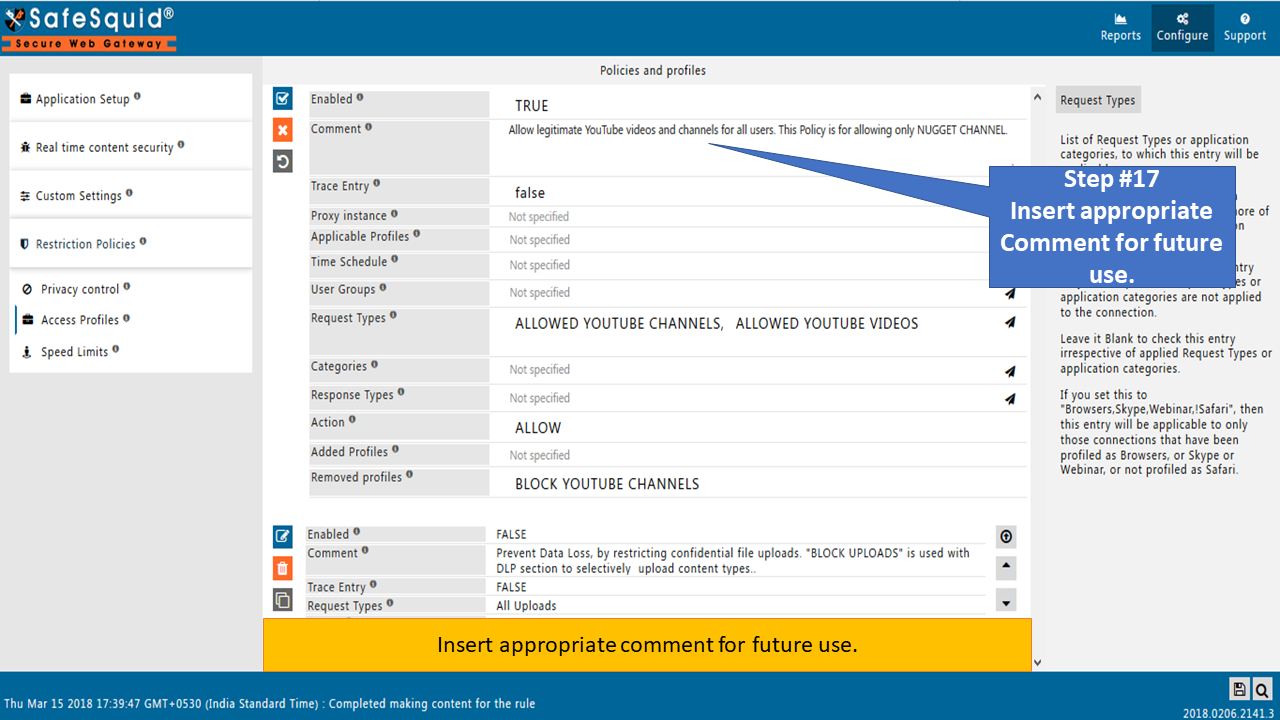 SafeSquid®
Secure Web Gateway
Reports
Configure
Support
Application Setup
Real time content security
Custom Settings
Restriction Policies
Privacy control
Access Profiles
Speed Limits
Policies and profiles
Enabled TRUE
Comment Allow legitimate YouTube videos and channels for all users. This Policy is for allowing only NUGGET CHANNEL.
Trace Entry false
Proxy instance Not specified
Applicable Profiles Not specified
Time Schedule Not specified
User Groups Not specified
Request Types ALLOWED YOUTUBE CHANNELS, ALLOWED YOUTUBE VIDEOS
Categories Not specified
Response Types Not specified
Action ALLOW
Added Profiles Not specified
Removed profiles BLOCK YOUTUBE CHANNELS
Enabled FALSE
Comment Prevent Data Loss, by restricting confidential file uploads. "BLOCK UPLOADS" is used with
DLP section to selectively upload content types..
Trace Entry FALSE
Request Types All Uploads
Step #17
Insert appropriate
Comment for future
use.
Request Types
List of Request Types or application
categories, to which this entry will be
ore of
application categories are not applied
to the connection.
Leave it Blank to check this entry
irrespective of applied Request Types or
application categories.
If you set this to
"Browsers,Skype,Webinar,!Safari", then
this entry will be applicable to only
those connections that have been
profiled as Browsers, or Skype or
Webinar, or not profiled as Safari.
Insert appropriate comment for future use.
Thu Mar 15 2018 17:39:47 GMT+0530 (India Standard Time) : Completed making content for the rule
2018.0206.2141.3